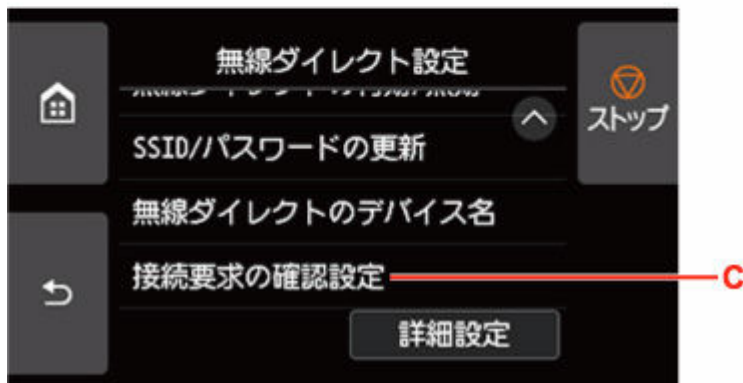 無線ダイレクト設定
ストップ
SSID/パスワードの更新
無線ダイレクトのデバイス名
接続要求の確認設定
C
詳細設定